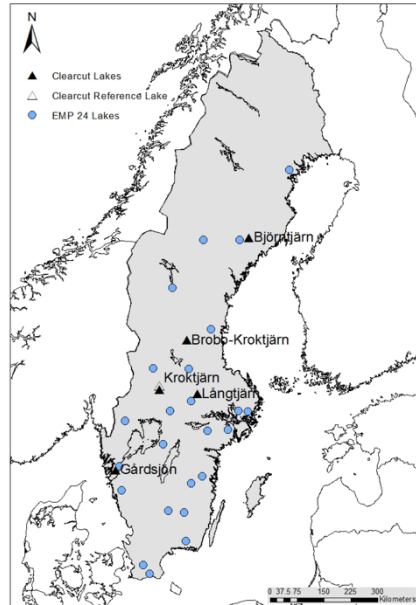 N
Clearcut Lakes
Clearcut Reference Lake
EMP 24 Lakes
Björntjärn
Brobo-Kroktjärn
Kroktjärn
Långtjärn
Gårdsjön
0 37,5 75 150 225 300
Kilometers